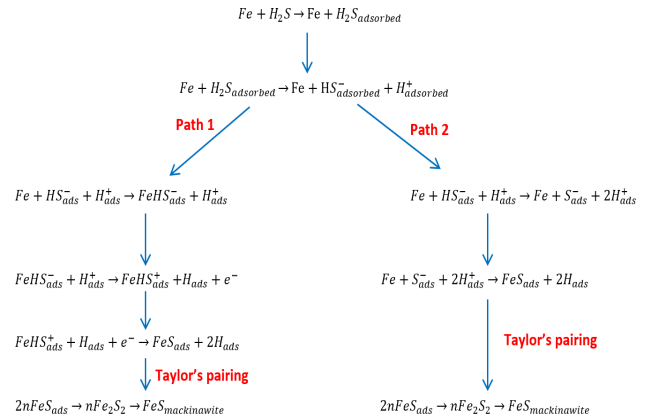 Fe + H₂S → Fe + H₂S_adsorbed
Fe + H₂S_adsorbed → Fe + HS⁻_adsorbed + H⁺_adsorbed
Path 1
Path 2
Fe + HS⁻_ads + H⁺_ads → FeHS⁻_ads + H⁺_ads
Fe + HS⁻_ads + H⁺_ads → Fe + S⁻_ads + 2H⁺_ads
FeHS⁻_ads + H⁺_ads → FeHS⁺_ads + H_ads + e⁻
Fe + S⁻_ads + 2H⁺_ads → FeS_ads + 2H_ads
FeHS⁺_ads + H_ads + e⁻ → FeS_ads + 2H_ads
Taylor's pairing
Taylor's pairing
2nFeS_ads → nFe₂S₂ → FeS_mackinawite
2nFeS_ads → nFe₂S₂ → FeS_mackinawite